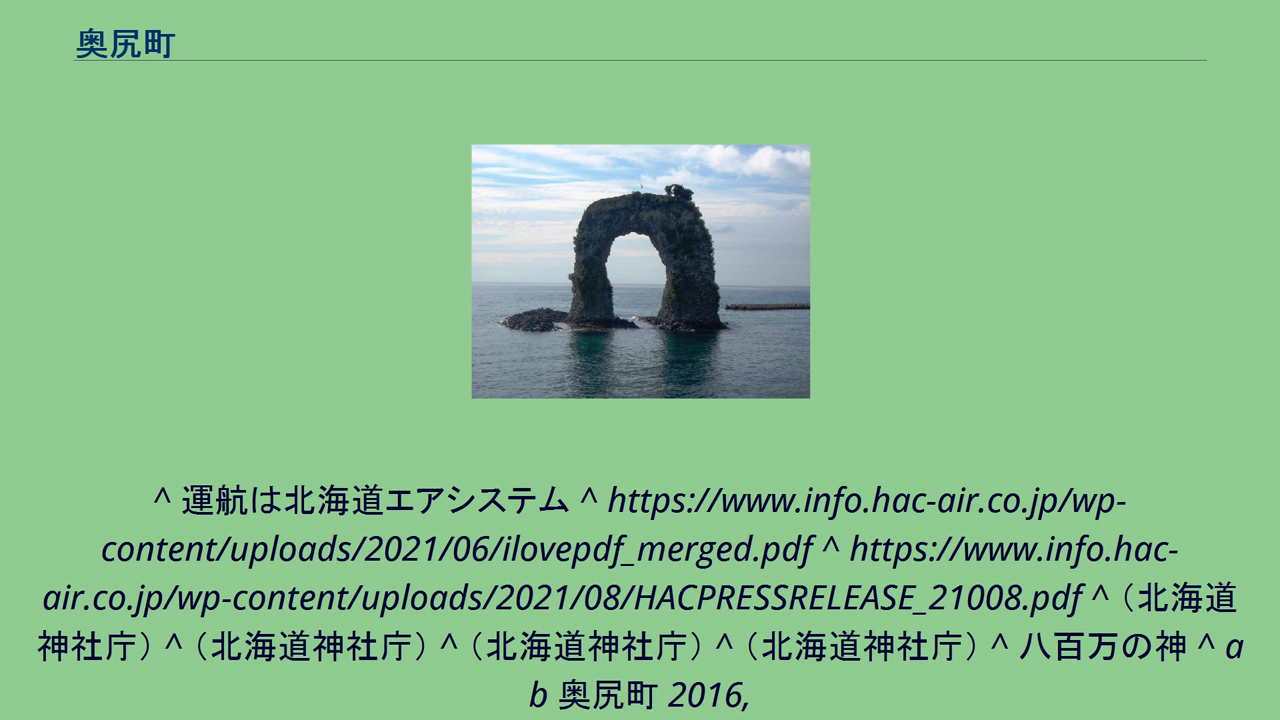 奥尻町
^ 運航は北海道エアシステム ^ https://www.info.hac-air.co.jp/wp-
content/uploads/2021/06/ilovepdf_merged.pdf ^ https://www.info.hac-
air.co.jp/wp-content/uploads/2021/08/HACPRESSRELEASE_21008.pdf ^ （北海道
神社庁） ^ （北海道神社庁） ^ （北海道神社庁） ^ （北海道神社庁） ^ 八百万の神 ^ a
b 奥尻町 2016,